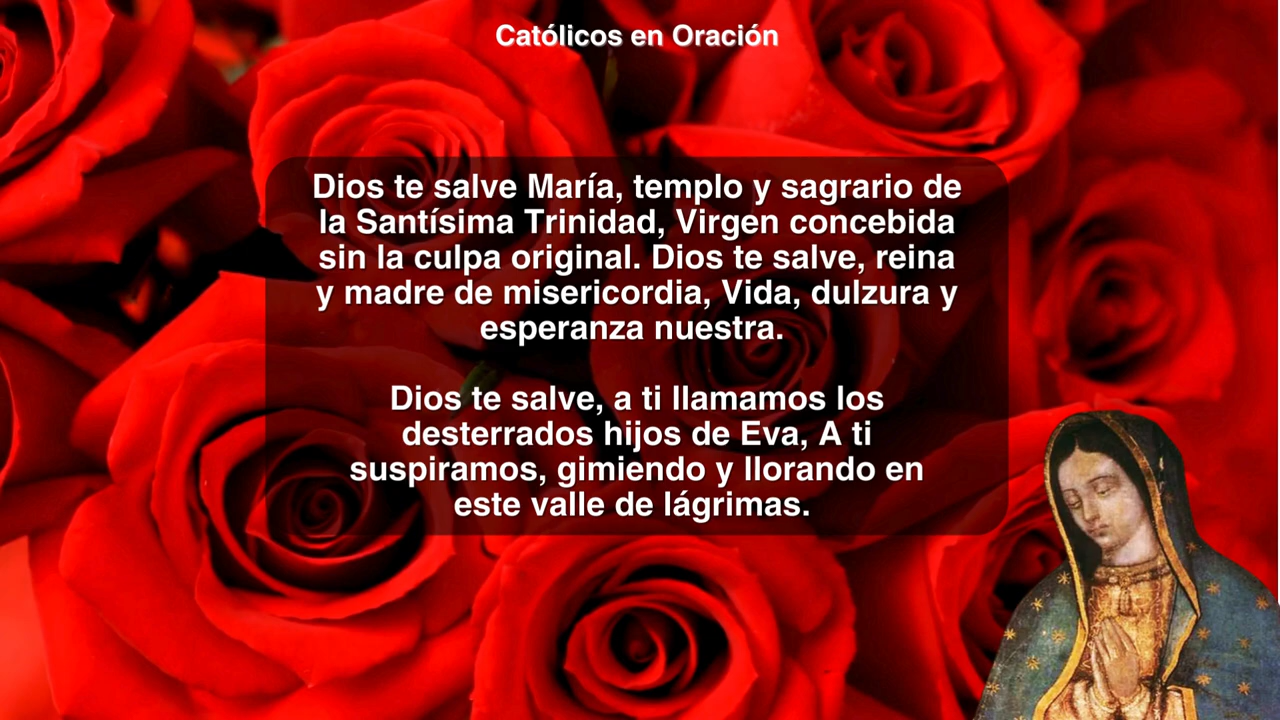 Católicos en Oración
Dios te salve María, templo y sagrario de
la Santísima Trinidad, Virgen concebida
sin la culpa original. Dios te salve, reina
y madre de misericordia, Vida, dulzura y
esperanza nuestra.
Dios te salve, a ti llamamos los
desterrados hijos de Eva, A ti
suspiramos, gimiendo y llorando en
este valle de lágrimas.